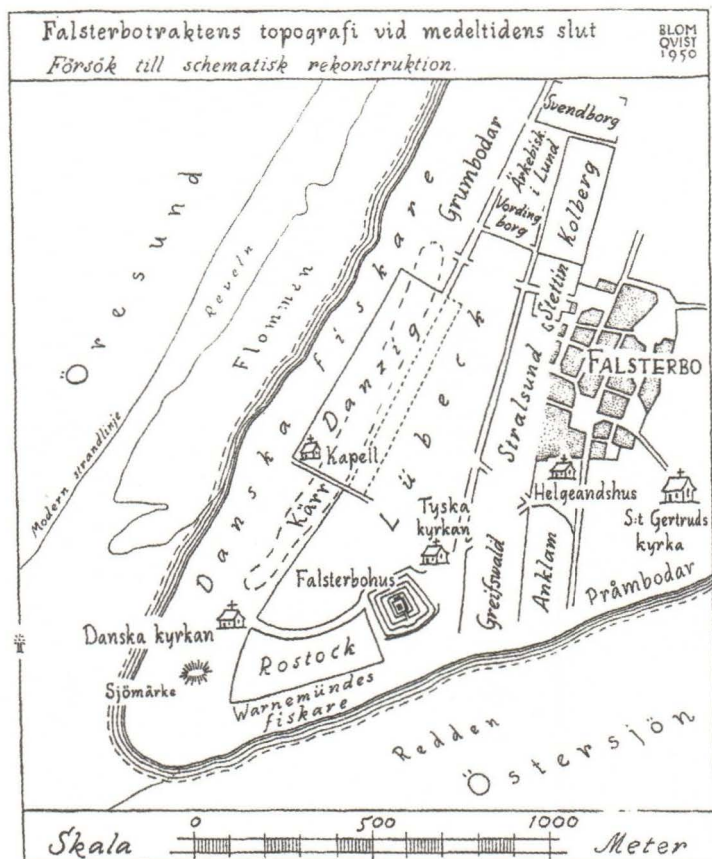 Falsterbotraktens topografi vid medeltidens slut
Försök till schematisk rekonstruktion.
BLOM
QVIST
1950
Svendborg
Ärkebisk.
i Lund
Vording
borg
Kolberg
Grumbodar
Öresund
Reveln
Flommen
Danska fiskare
Danzig
Lübeck
Stettin
Stralsund
FALSTERBO
Modern strandlinje
Kapell
Kärr
Tyska
kyrkan
Helgeandshus
S:t Gertruds
kyrka
Falsterbohus
Greifswald
Anklam
Pråmbodar
Danska kyrkan
Rostock
Sjömärke
Warnemündes
fiskare
Redden
Östersjön
0 500 1000
Skala Meter